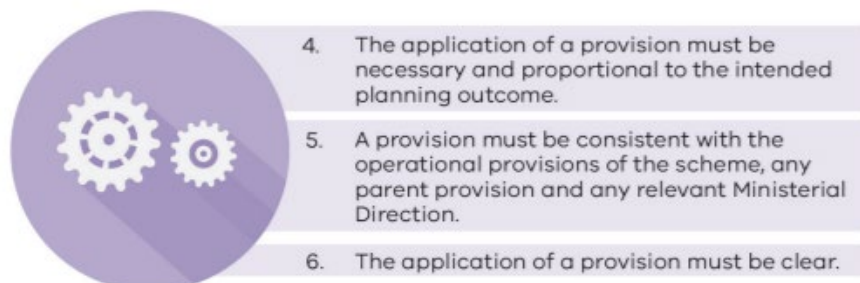 4. The application of a provision must be
necessary and proportional to the intended
planning outcome.
5. A provision must be consistent with the
operational provisions of the scheme, any
parent provision and any relevant Ministerial
Direction.
6. The application of a provision must be clear.